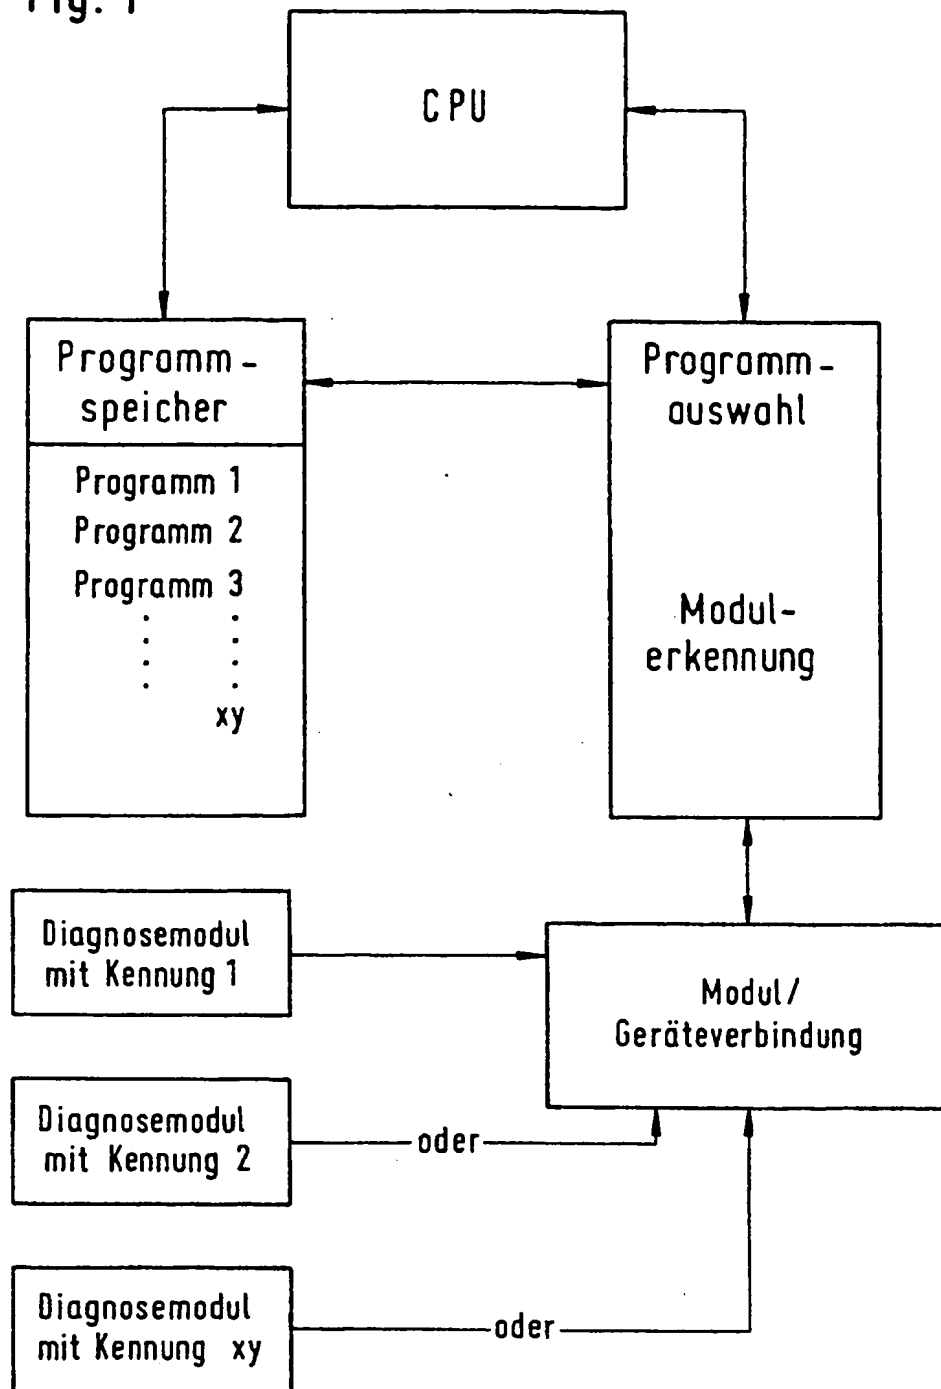 Fig. 1
CPU
Programm-
speicher
Programm 1
Programm 2
Programm 3
xy
Programm-
auswahl
Modul-
erkennung
Diagnosemodul
mit Kennung 1
Modul/
Geräteverbindung
Diagnosemodul
mit Kennung 2
oder
Diagnosemodul
mit Kennung xy
oder